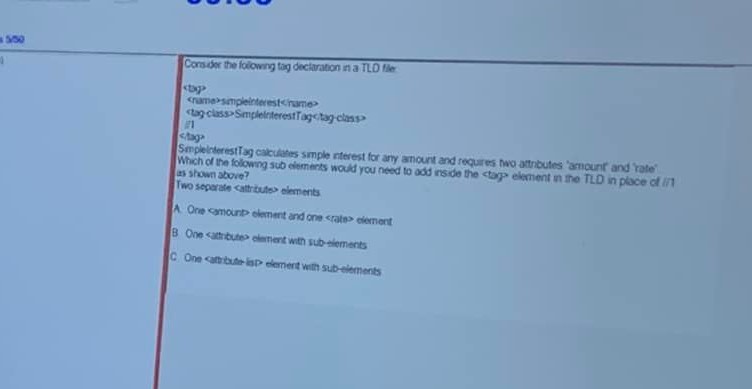 5/50
Consider the following tag declaration in a TLD file:
<tag>
<name>simpleInterest</name>
<tag-class>SimpleInterestTag</tag-class>
//1
</tag>
SimpleInterestTag calculates simple interest for any amount and requires two attributes 'amount' and 'rate'.
Which of the following sub elements would you need to add inside the <tag> element in the TLD in place of //1
as shown above?
Two separate <attribute> elements.
A. One <amount> element and one <rate> element
B. One <attribute> element with sub-elements
C. One <attribute-list> element with sub-elements